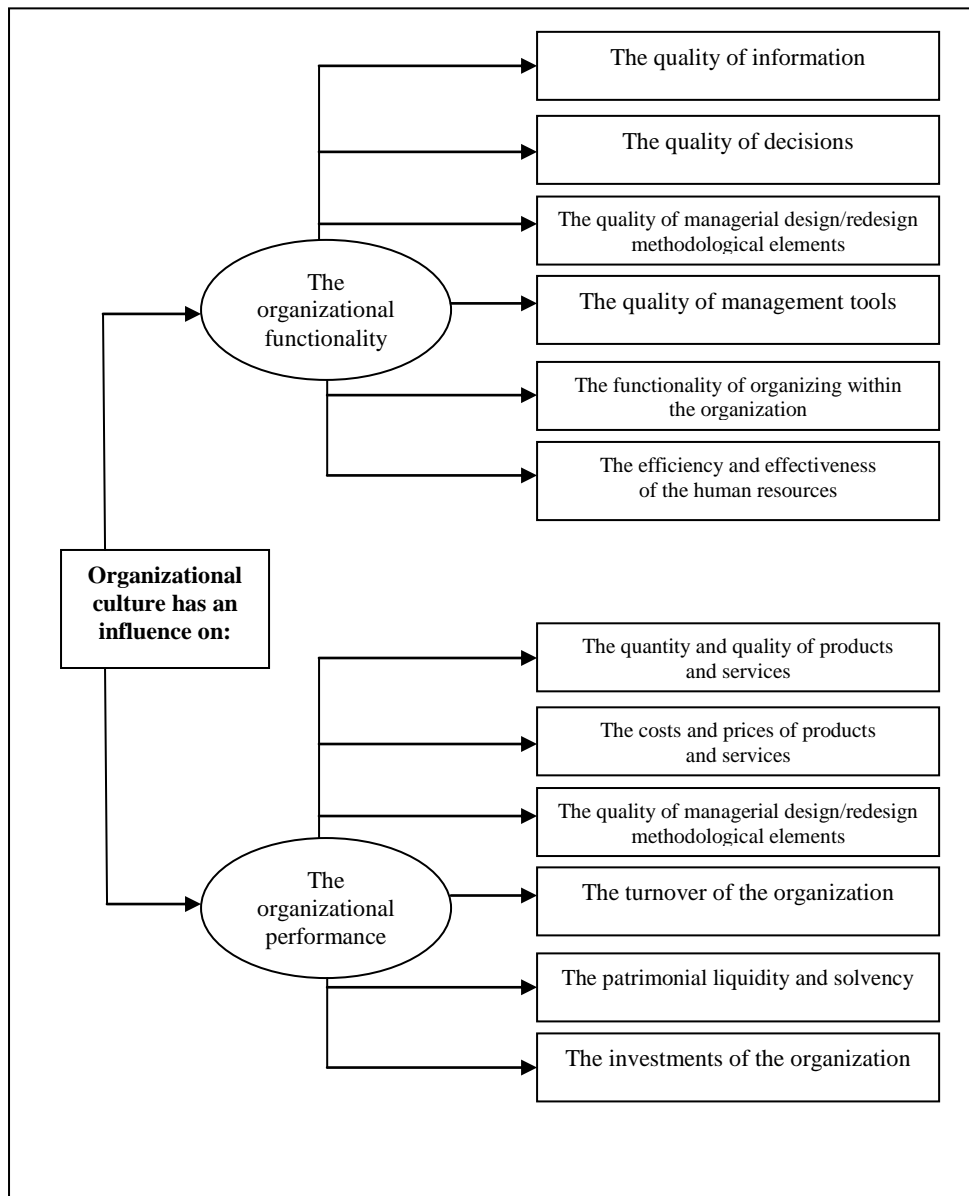 The quality of information
The quality of decisions
The quality of managerial design/redesign
methodological elements
The
organizational
functionality
The quality of management tools
The functionality of organizing within
the organization
The efficiency and effectiveness
of the human resources
Organizational
culture has an
influence on:
The quantity and quality of products
and services
The costs and prices of products
and services
The quality of managerial design/redesign
methodological elements
The
organizational
performance
The turnover of the organization
The patrimonial liquidity and solvency
The investments of the organization